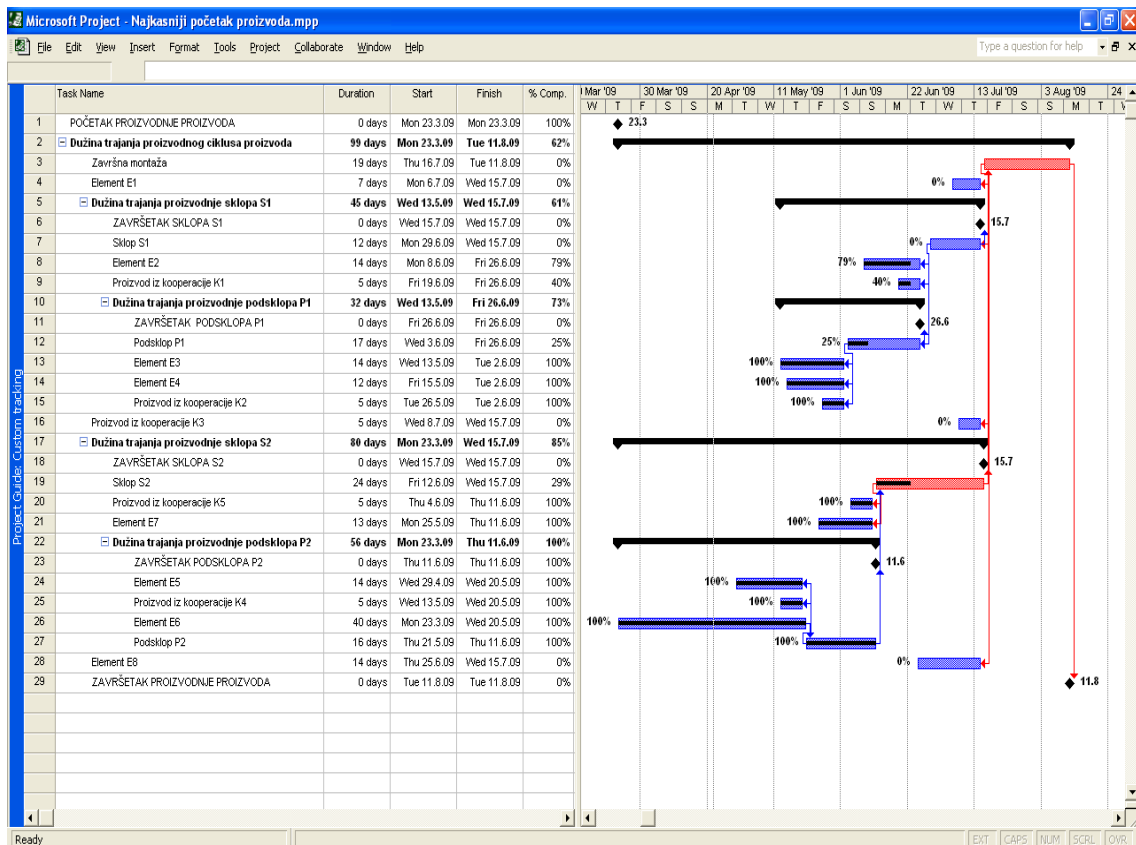 Microsoft Project - Najkasniji početak proizvoda.mpp
File Edit View Insert Format Tools Project Collaborate Window Help Type a question for help
Task Name Duration Start Finish % Comp. Mar '09 30 Mar '09 20 Apr '09 11 May '09 1 Jun '09 22 Jun '09 13 Jul '09 3 Aug '09 24
W T F S S M T W T F S S M T W T F S M T
1 POČETAK PROIZVODNJE PROIZVODA 0 days Mon 23.3.09 Mon 23.3.09 100% 23.3
2 Dužina trajanja proizvodnog ciklusa proizvoda 99 days Mon 23.3.09 Tue 11.8.09 62%
3 Završna montaža 19 days Thu 16.7.09 Tue 11.8.09 0%
4 Element E1 7 days Mon 6.7.09 Wed 15.7.09 0% 0%
5 Dužina trajanja proizvodnje sklopa S1 45 days Wed 13.5.09 Wed 15.7.09 61%
6 ZAVRŠETAK SKLOPA S1 0 days Wed 15.7.09 Wed 15.7.09 0% 15.7
7 Sklop S1 12 days Mon 29.6.09 Wed 15.7.09 0% 0%
8 Element E2 14 days Mon 8.6.09 Fri 26.6.09 79% 79%
9 Proizvod iz kooperacije K1 5 days Fri 19.6.09 Fri 26.6.09 40% 40%
10 Dužina trajanja proizvodnje podsklopa P1 32 days Wed 13.5.09 Fri 26.6.09 73%
11 ZAVRŠETAK PODSKLOPA P1 0 days Fri 26.6.09 Fri 26.6.09 0% 26.6
12 Podsklop P1 17 days Wed 3.6.09 Fri 26.6.09 25% 25%
13 Element E3 14 days Wed 13.5.09 Tue 2.6.09 100% 100%
14 Element E4 12 days Fri 15.5.09 Tue 2.6.09 100% 100%
15 Proizvod iz kooperacije K2 5 days Tue 26.5.09 Tue 2.6.09 100% 100%
16 Proizvod iz kooperacije K3 5 days Wed 8.7.09 Wed 15.7.09 0% 0%
17 Dužina trajanja proizvodnje sklopa S2 80 days Mon 23.3.09 Wed 15.7.09 85%
18 ZAVRŠETAK SKLOPA S2 0 days Wed 15.7.09 Wed 15.7.09 0% 15.7
19 Sklop S2 24 days Fri 12.6.09 Wed 15.7.09 29%
20 Proizvod iz kooperacije K5 5 days Thu 4.6.09 Thu 11.6.09 100% 100%
21 Element E7 13 days Mon 25.5.09 Thu 11.6.09 100% 100%
22 Dužina trajanja proizvodnje podsklopa P2 56 days Mon 23.3.09 Thu 11.6.09 100%
23 ZAVRŠETAK PODSKLOPA P2 0 days Thu 11.6.09 Thu 11.6.09 100% 11.6
24 Element E5 14 days Wed 29.4.09 Wed 20.5.09 100% 100%
25 Proizvod iz kooperacije K4 5 days Wed 13.5.09 Wed 20.5.09 100% 100%
26 Element E6 40 days Mon 23.3.09 Wed 20.5.09 100% 100%
27 Podsklop P2 16 days Thu 21.5.09 Thu 11.6.09 100% 100%
28 Element E8 14 days Thu 25.6.09 Wed 15.7.09 0% 0%
29 ZAVRŠETAK PROIZVODNJE PROIZVODA 0 days Tue 11.8.09 Tue 11.8.09 0% 11.8
Project Guide: Custom tracking
Ready EXT CAPS NUM SCRL OVR